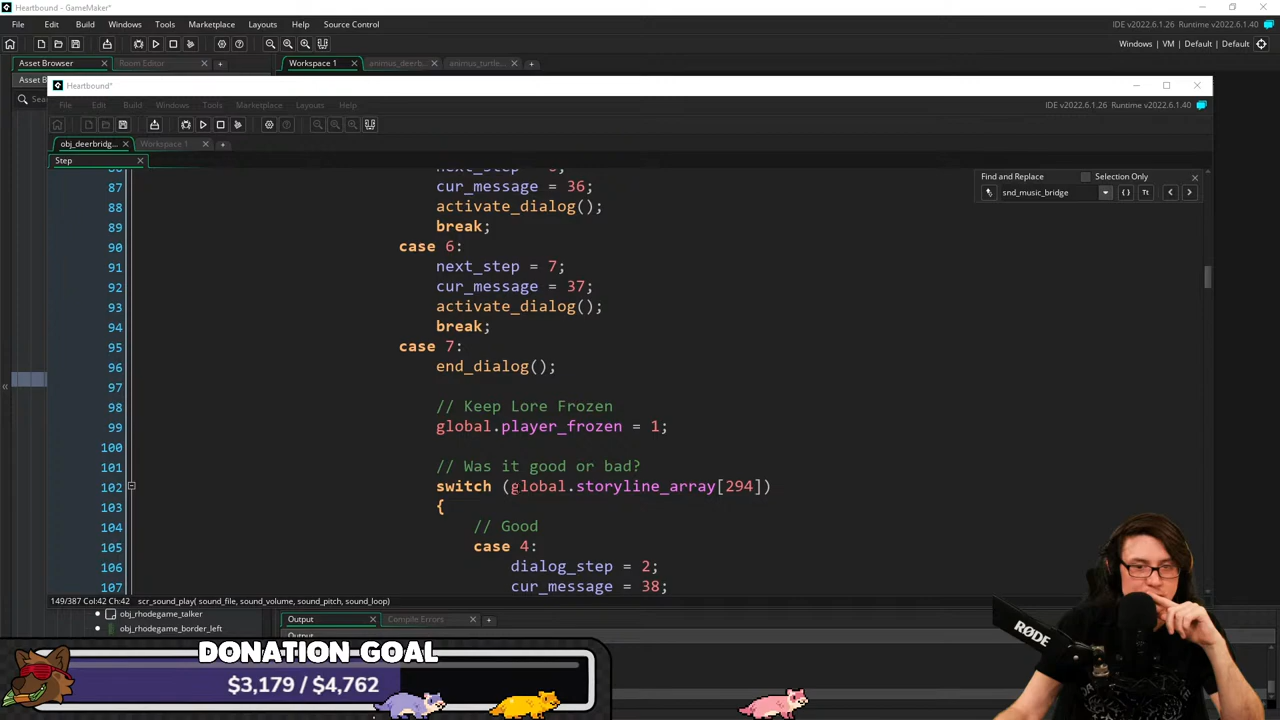 Heartbound* - GameMaker*
File Edit Build Windows Tools Marketplace Layouts Help Source Control
IDE v2022.6.1.26 Runtime v2022.6.1.40
Windows | VM | Default | Default
Asset Browser Room Editor Workspace 1 animus_deerb... animus_turtle...
Heartbound*
File Edit Build Windows Tools Marketplace Layouts Help
IDE v2022.6.1.26 Runtime v2022.6.1.40
obj_deerbridg... Workspace 1
Step
Find and Replace Selection Only
snd_music_bridge
87 cur_message = 36;
88 activate_dialog();
89 break;
90 case 6:
91 next_step = 7;
92 cur_message = 37;
93 activate_dialog();
94 break;
95 case 7:
96 end_dialog();
97
98 // Keep Lore Frozen
99 global.player_frozen = 1;
100
101 // Was it good or bad?
102 switch (global.storyline_array[294])
103 {
104 // Good
105 case 4:
106 dialog_step = 2;
107 cur_message = 38;
149/387 Col:42 Ch:42 scr_sound_play( sound_file, sound_volume, sound_pitch, sound_loop)
obj_rhodegame_talker
obj_rhodegame_border_left
Output Compile Errors
Output
DONATION GOAL
$3,179 / $4,762
RØDE